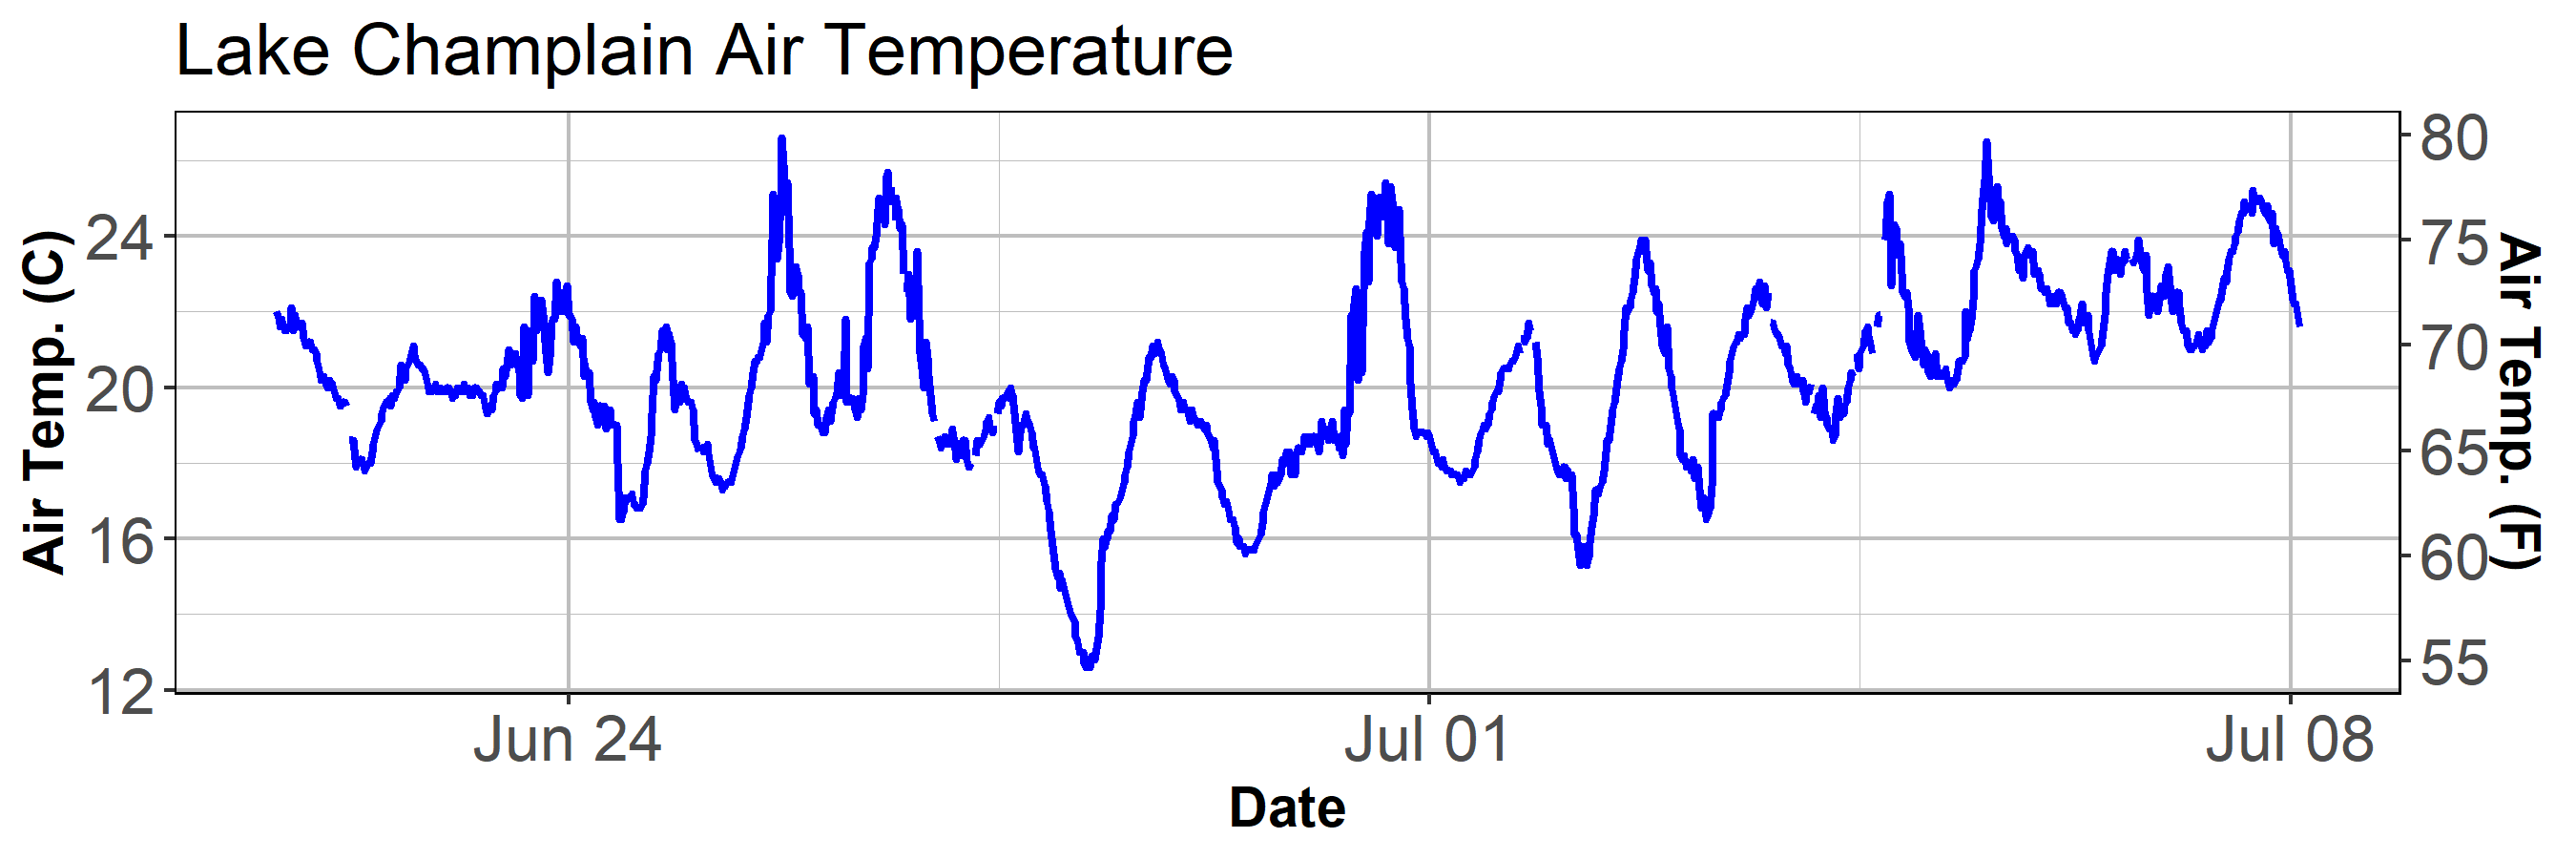 Lake Champlain Air Temperature
Air Temp. (C)
24
20
16
12
80
75
70
65
60
55
Air Temp. (F)
Jun 24
Jul 01
Jul 08
Date